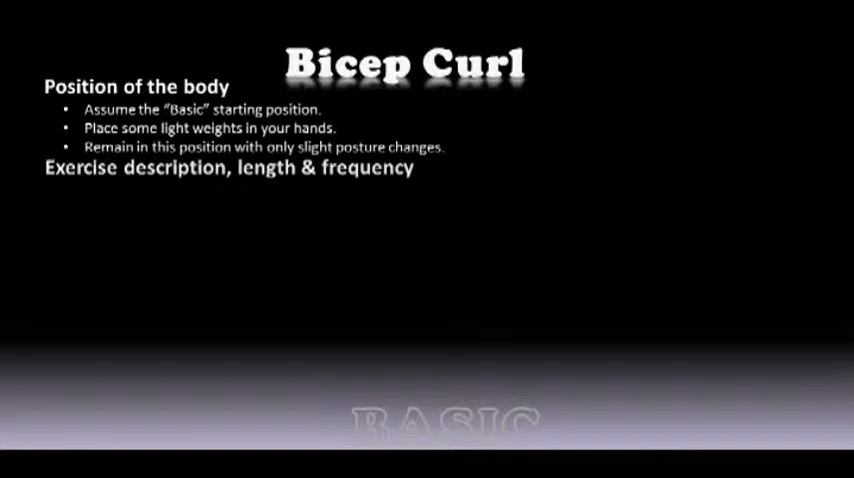 Bicep Curl
Position of the body
• Assume the “Basic” starting position.
• Place some light weights in your hands.
• Remain in this position with only slight posture changes.
Exercise description, length & frequency
BASIC